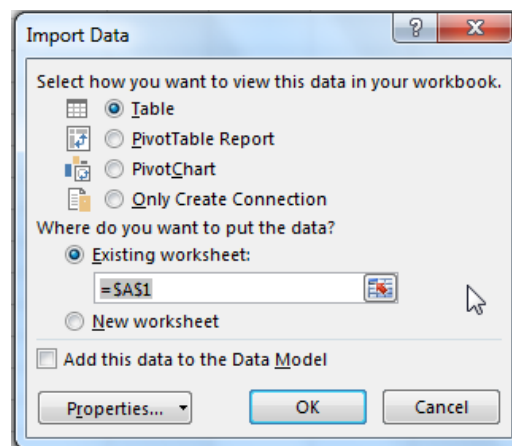 Import Data
Select how you want to view this data in your workbook.
Table
PivotTable Report
PivotChart
Only Create Connection
Where do you want to put the data?
Existing worksheet:
=$A$1
New worksheet
Add this data to the Data Model
Properties...
OK
Cancel